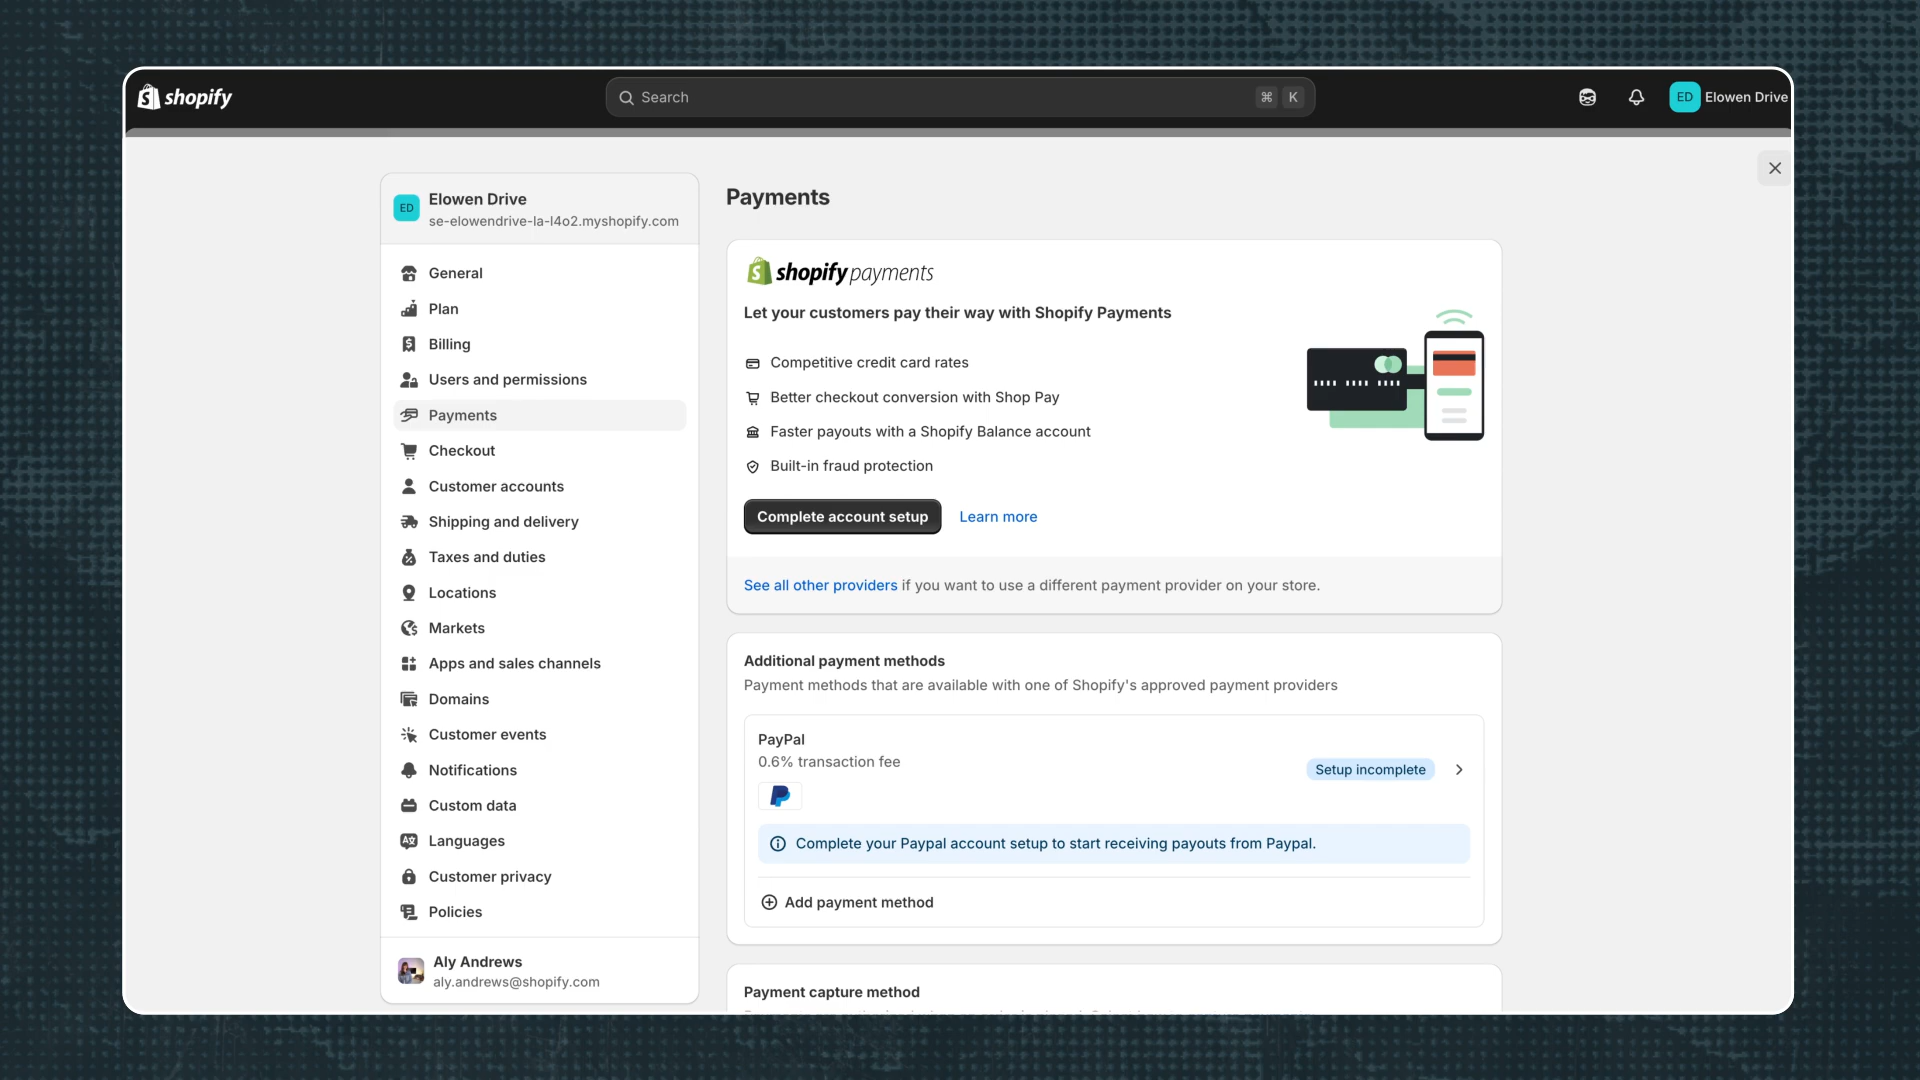 shopify
Search
⌘ K
ED Elowen Drive
ED
Elowen Drive
se-elowendrive-la-l4o2.myshopify.com
General
Plan
Billing
Users and permissions
Payments
Checkout
Customer accounts
Shipping and delivery
Taxes and duties
Locations
Markets
Apps and sales channels
Domains
Customer events
Notifications
Custom data
Languages
Customer privacy
Policies
Aly Andrews
aly.andrews@shopify.com
Payments
shopify payments
Let your customers pay their way with Shopify Payments
Competitive credit card rates
Better checkout conversion with Shop Pay
Faster payouts with a Shopify Balance account
Built-in fraud protection
Complete account setup
Learn more
See all other providers if you want to use a different payment provider on your store.
Additional payment methods
Payment methods that are available with one of Shopify's approved payment providers
PayPal
0.6% transaction fee
Setup incomplete
Complete your Paypal account setup to start receiving payouts from Paypal.
Add payment method
Payment capture method